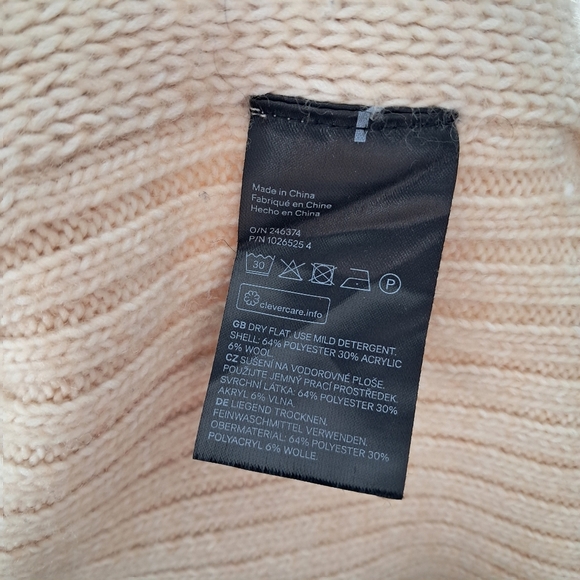 Made in China
Fabriqué en Chine
Hecho en China
O/N 246374
P/N 1026525 4
30
P
clevercare.info
GB DRY FLAT. USE MILD DETERGENT.
SHELL: 64% POLYESTER 30% ACRYLIC
6% WOOL.
CZ SUŠENÍ NA VODOROVNÉ PLOŠE.
POUŽIJTE JEMNÝ PRACÍ PROSTŘEDEK.
SVRCHNÍ LÁTKA: 64% POLYESTER 30%
AKRYL 6% VLNA.
DE LIEGEND TROCKNEN.
FEINWASCHMITTEL VERWENDEN.
OBERMATERIAL: 64% POLYESTER 30%
POLYACRYL 6% WOLLE.